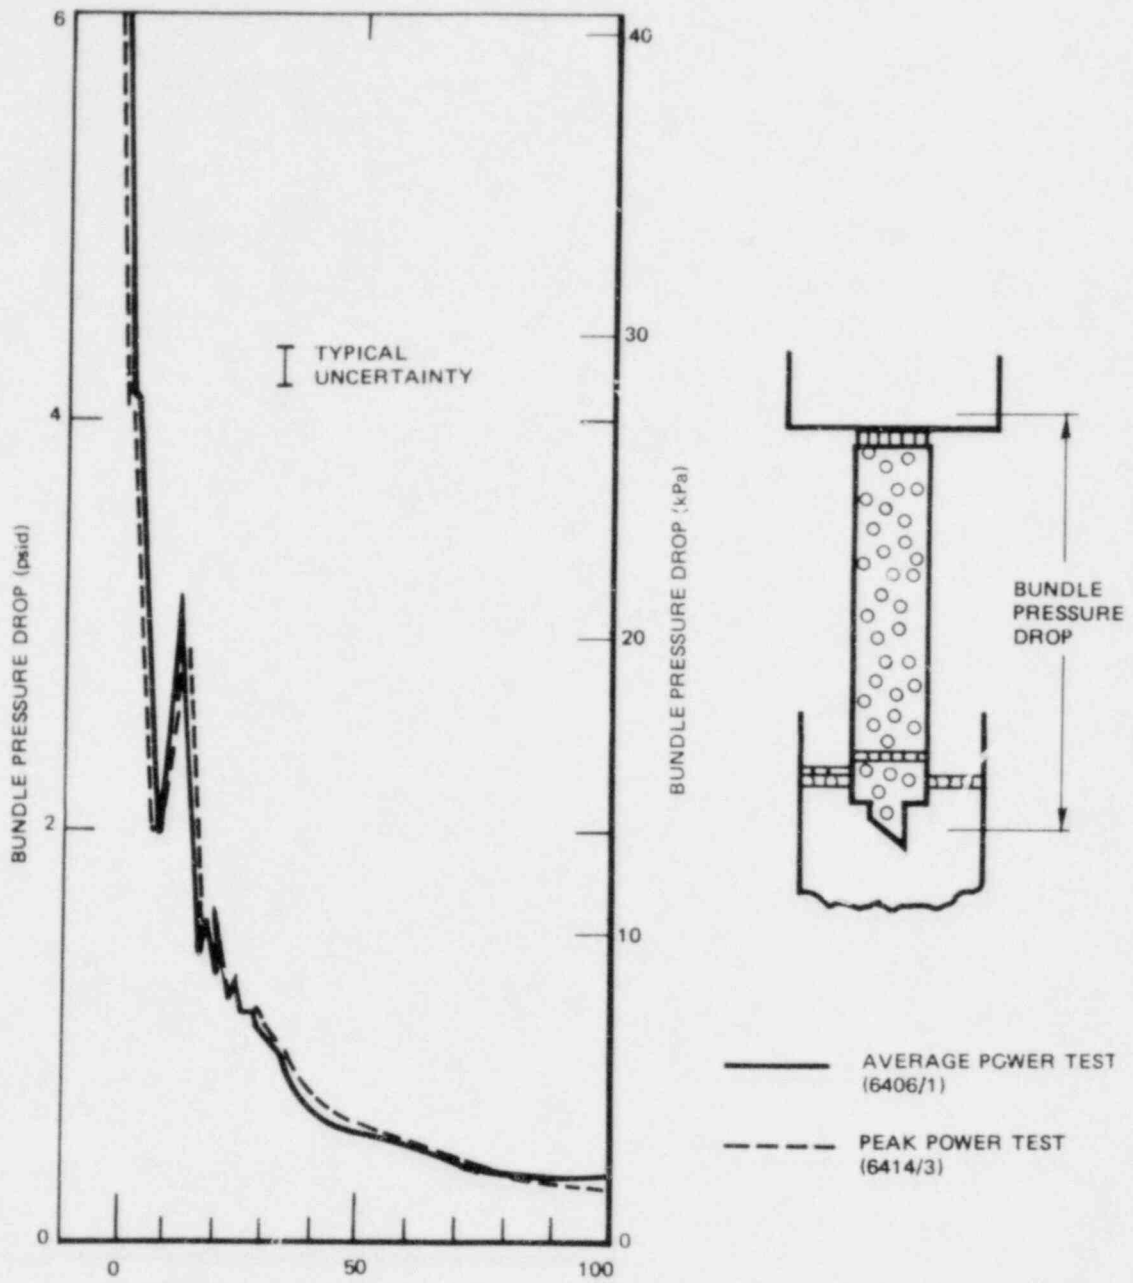 6
4
2
0
BUNDLE PRESSURE DROP (psid)
0
50
100
40
30
20
10
0
BUNDLE PRESSURE DROP (kPa)
TYPICAL
UNCERTAINTY
BUNDLE
PRESSURE
DROP
AVERAGE POWER TEST
(6406/1)
PEAK POWER TEST
(6414/3)